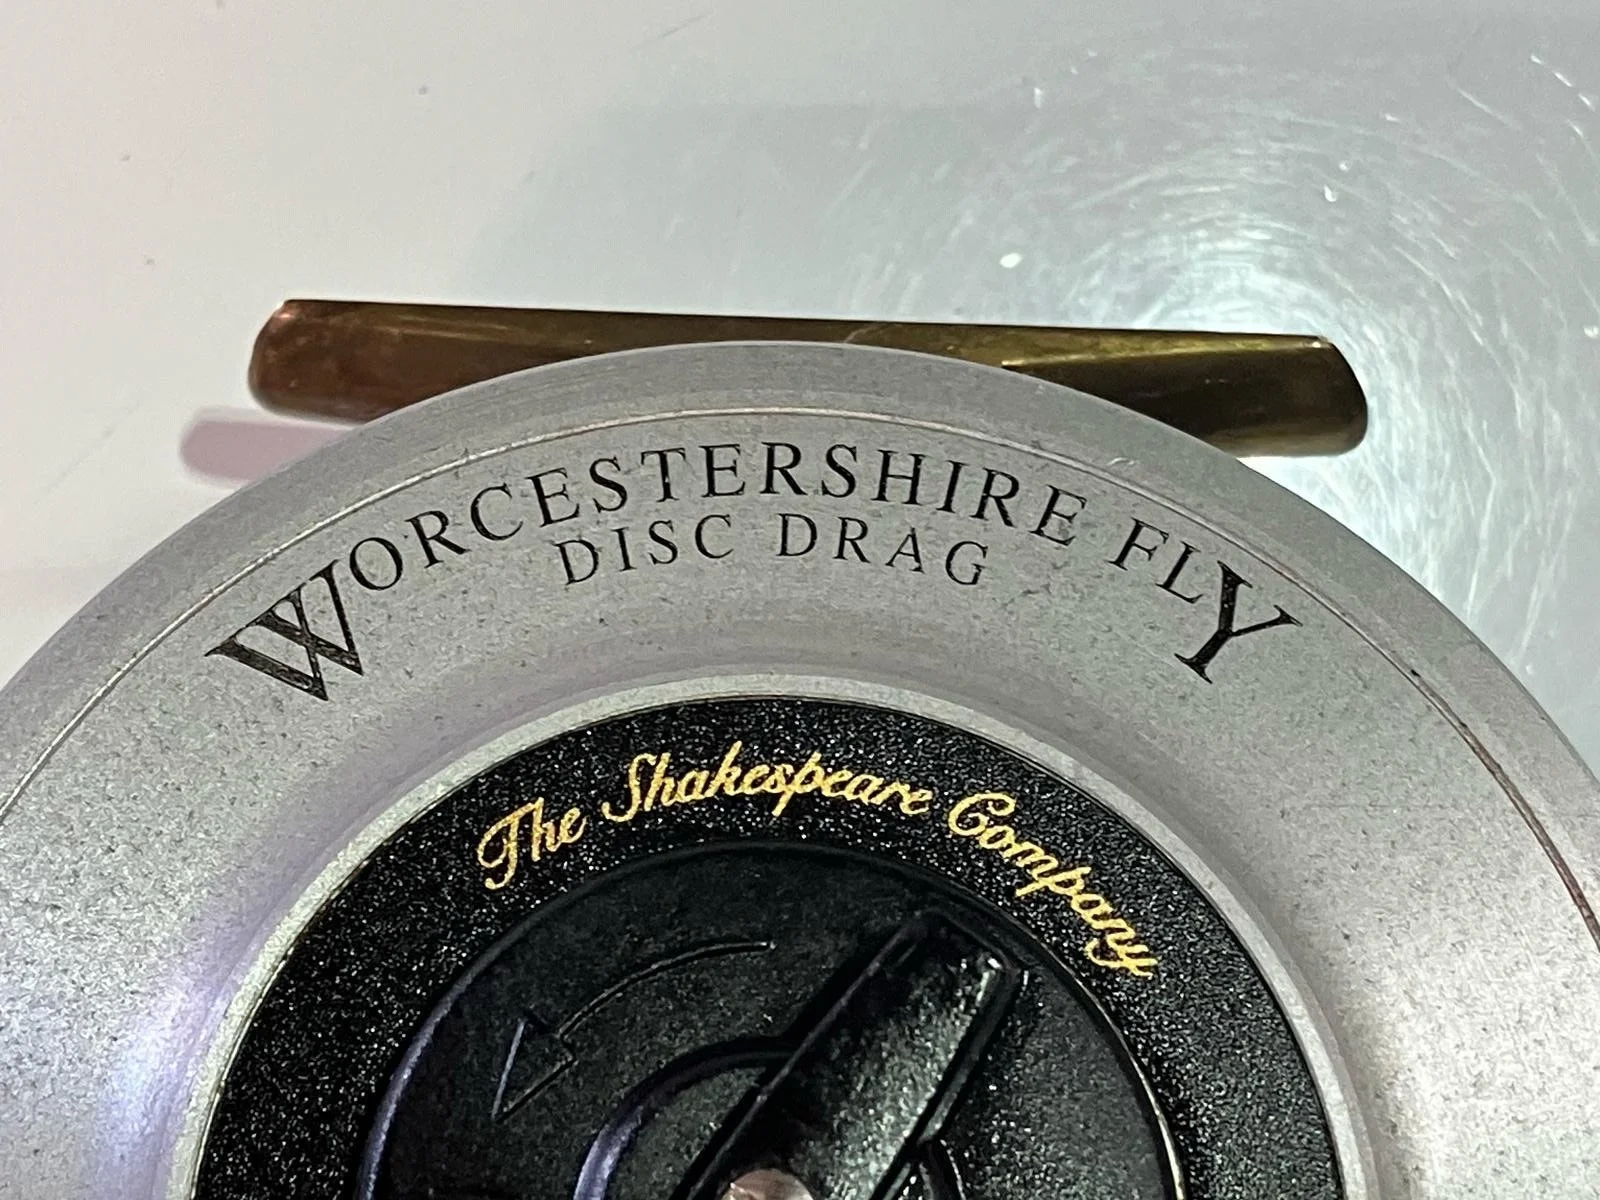 WORCESTERSHIRE FLY
DISC DRAG
The Shakespeare Company